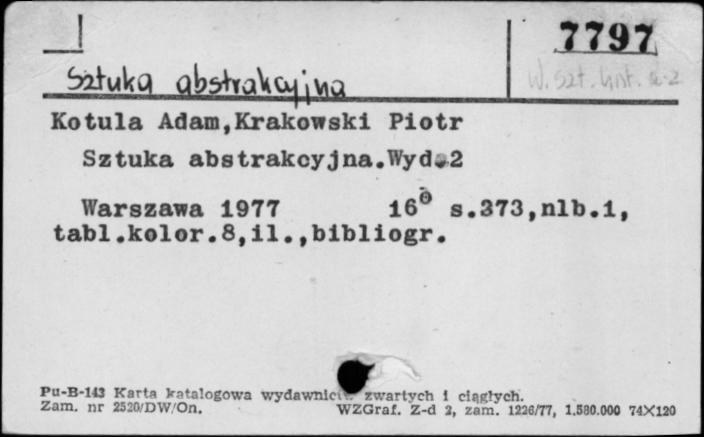 7797
Sztuka abstrakcyjna
W. Szt.
Kotula Adam,Krakowski Piotr
Sztuka abstrakcyjna.Wyd.2
Warszawa 1977 16° s.373,nlb.1,
tabl.kolor.8,il.,bibliogr.
Pu-B-143 Karta katalogowa zwartych i ciągłych.
Zam. nr 2520/DW/On. WZGraf. Z-d 2, zam. 1226/77, 1.580.000 74X120